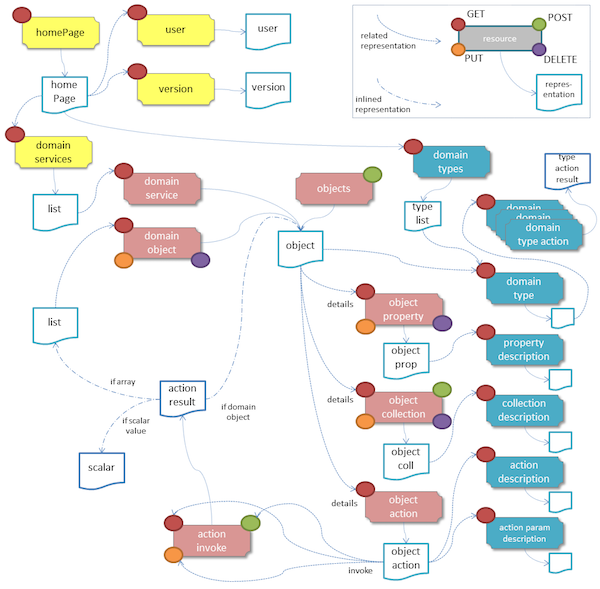 homePage
user
user
GET
POST
related
representation
resource
PUT
DELETE
home
Page
version
version
inlined
representation
repres-
entation
domain
services
domain
types
type
action
result
list
domain
service
objects
type
list
domain
domain
domain
type action
domain
object
object
domain
type
details
object
property
list
object
prop
property
description
if array
action
result
if domain
object
details
object
collection
collection
description
if scalar
value
scalar
object
coll
action
description
details
object
action
action
invoke
action param
description
invoke
object
action